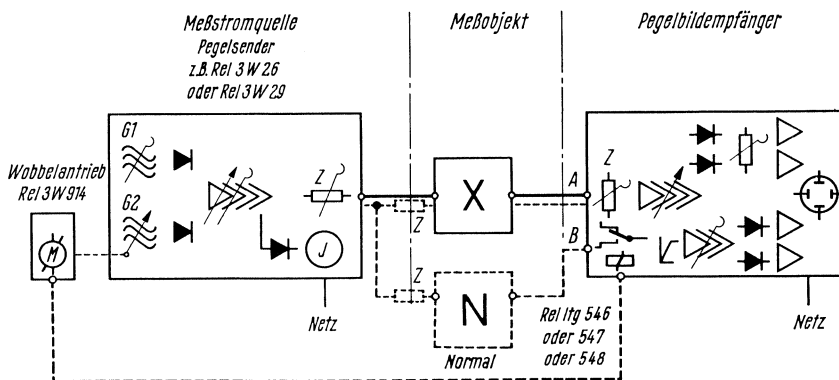 Meßstromquelle
Pegelsender
z.B. Rel 3W26
oder Rel 3W29
Meßobjekt
Pegelbildempfänger
Wobbelantrieb
Rel 3W914
M
G1
G2
Z
J
Netz
Z
X
A
B
Z
Z
N
Normal
Rel ltg 546
oder 547
oder 548
Netz